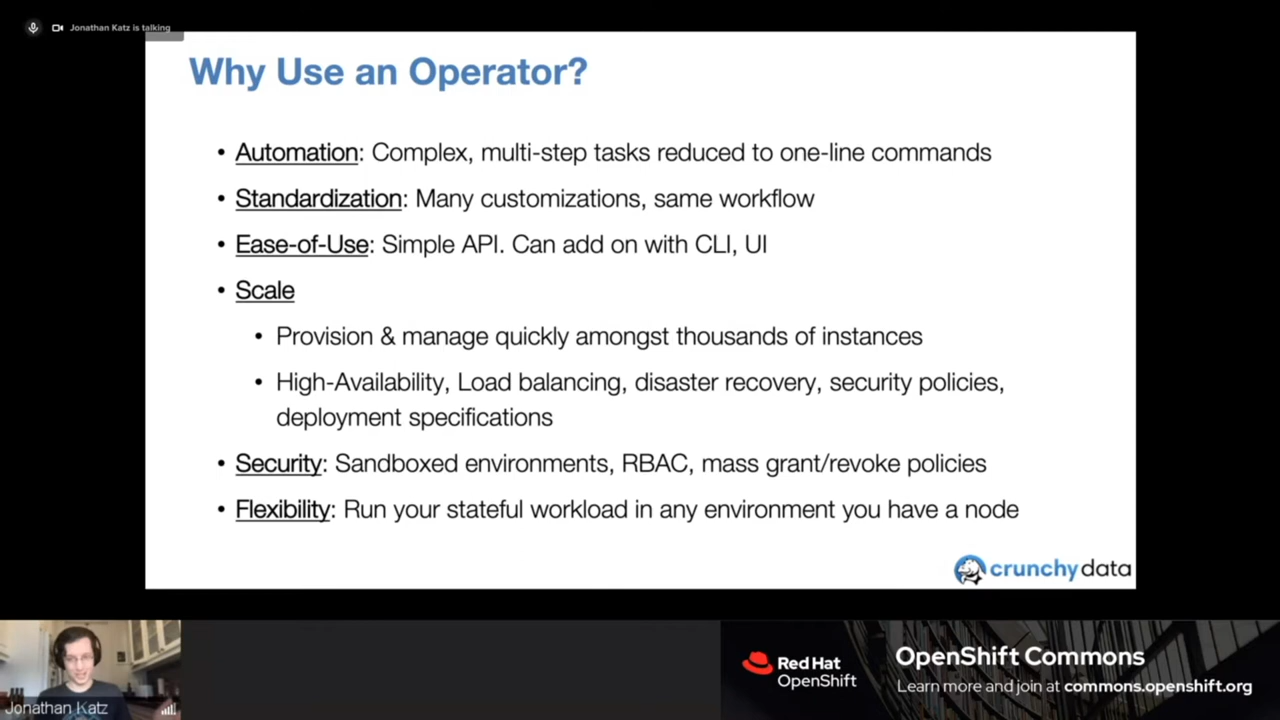 Jonathan Katz is talking
Why Use an Operator?
• Automation: Complex, multi-step tasks reduced to one-line commands
• Standardization: Many customizations, same workflow
• Ease-of-Use: Simple API. Can add on with CLI, UI
• Scale
• Provision & manage quickly amongst thousands of instances
• High-Availability, Load balancing, disaster recovery, security policies,
deployment specifications
• Security: Sandboxed environments, RBAC, mass grant/revoke policies
• Flexibility: Run your stateful workload in any environment you have a node
crunchydata
Jonathan Katz
Red Hat
OpenShift
OpenShift Commons
Learn more and join at commons.openshift.org